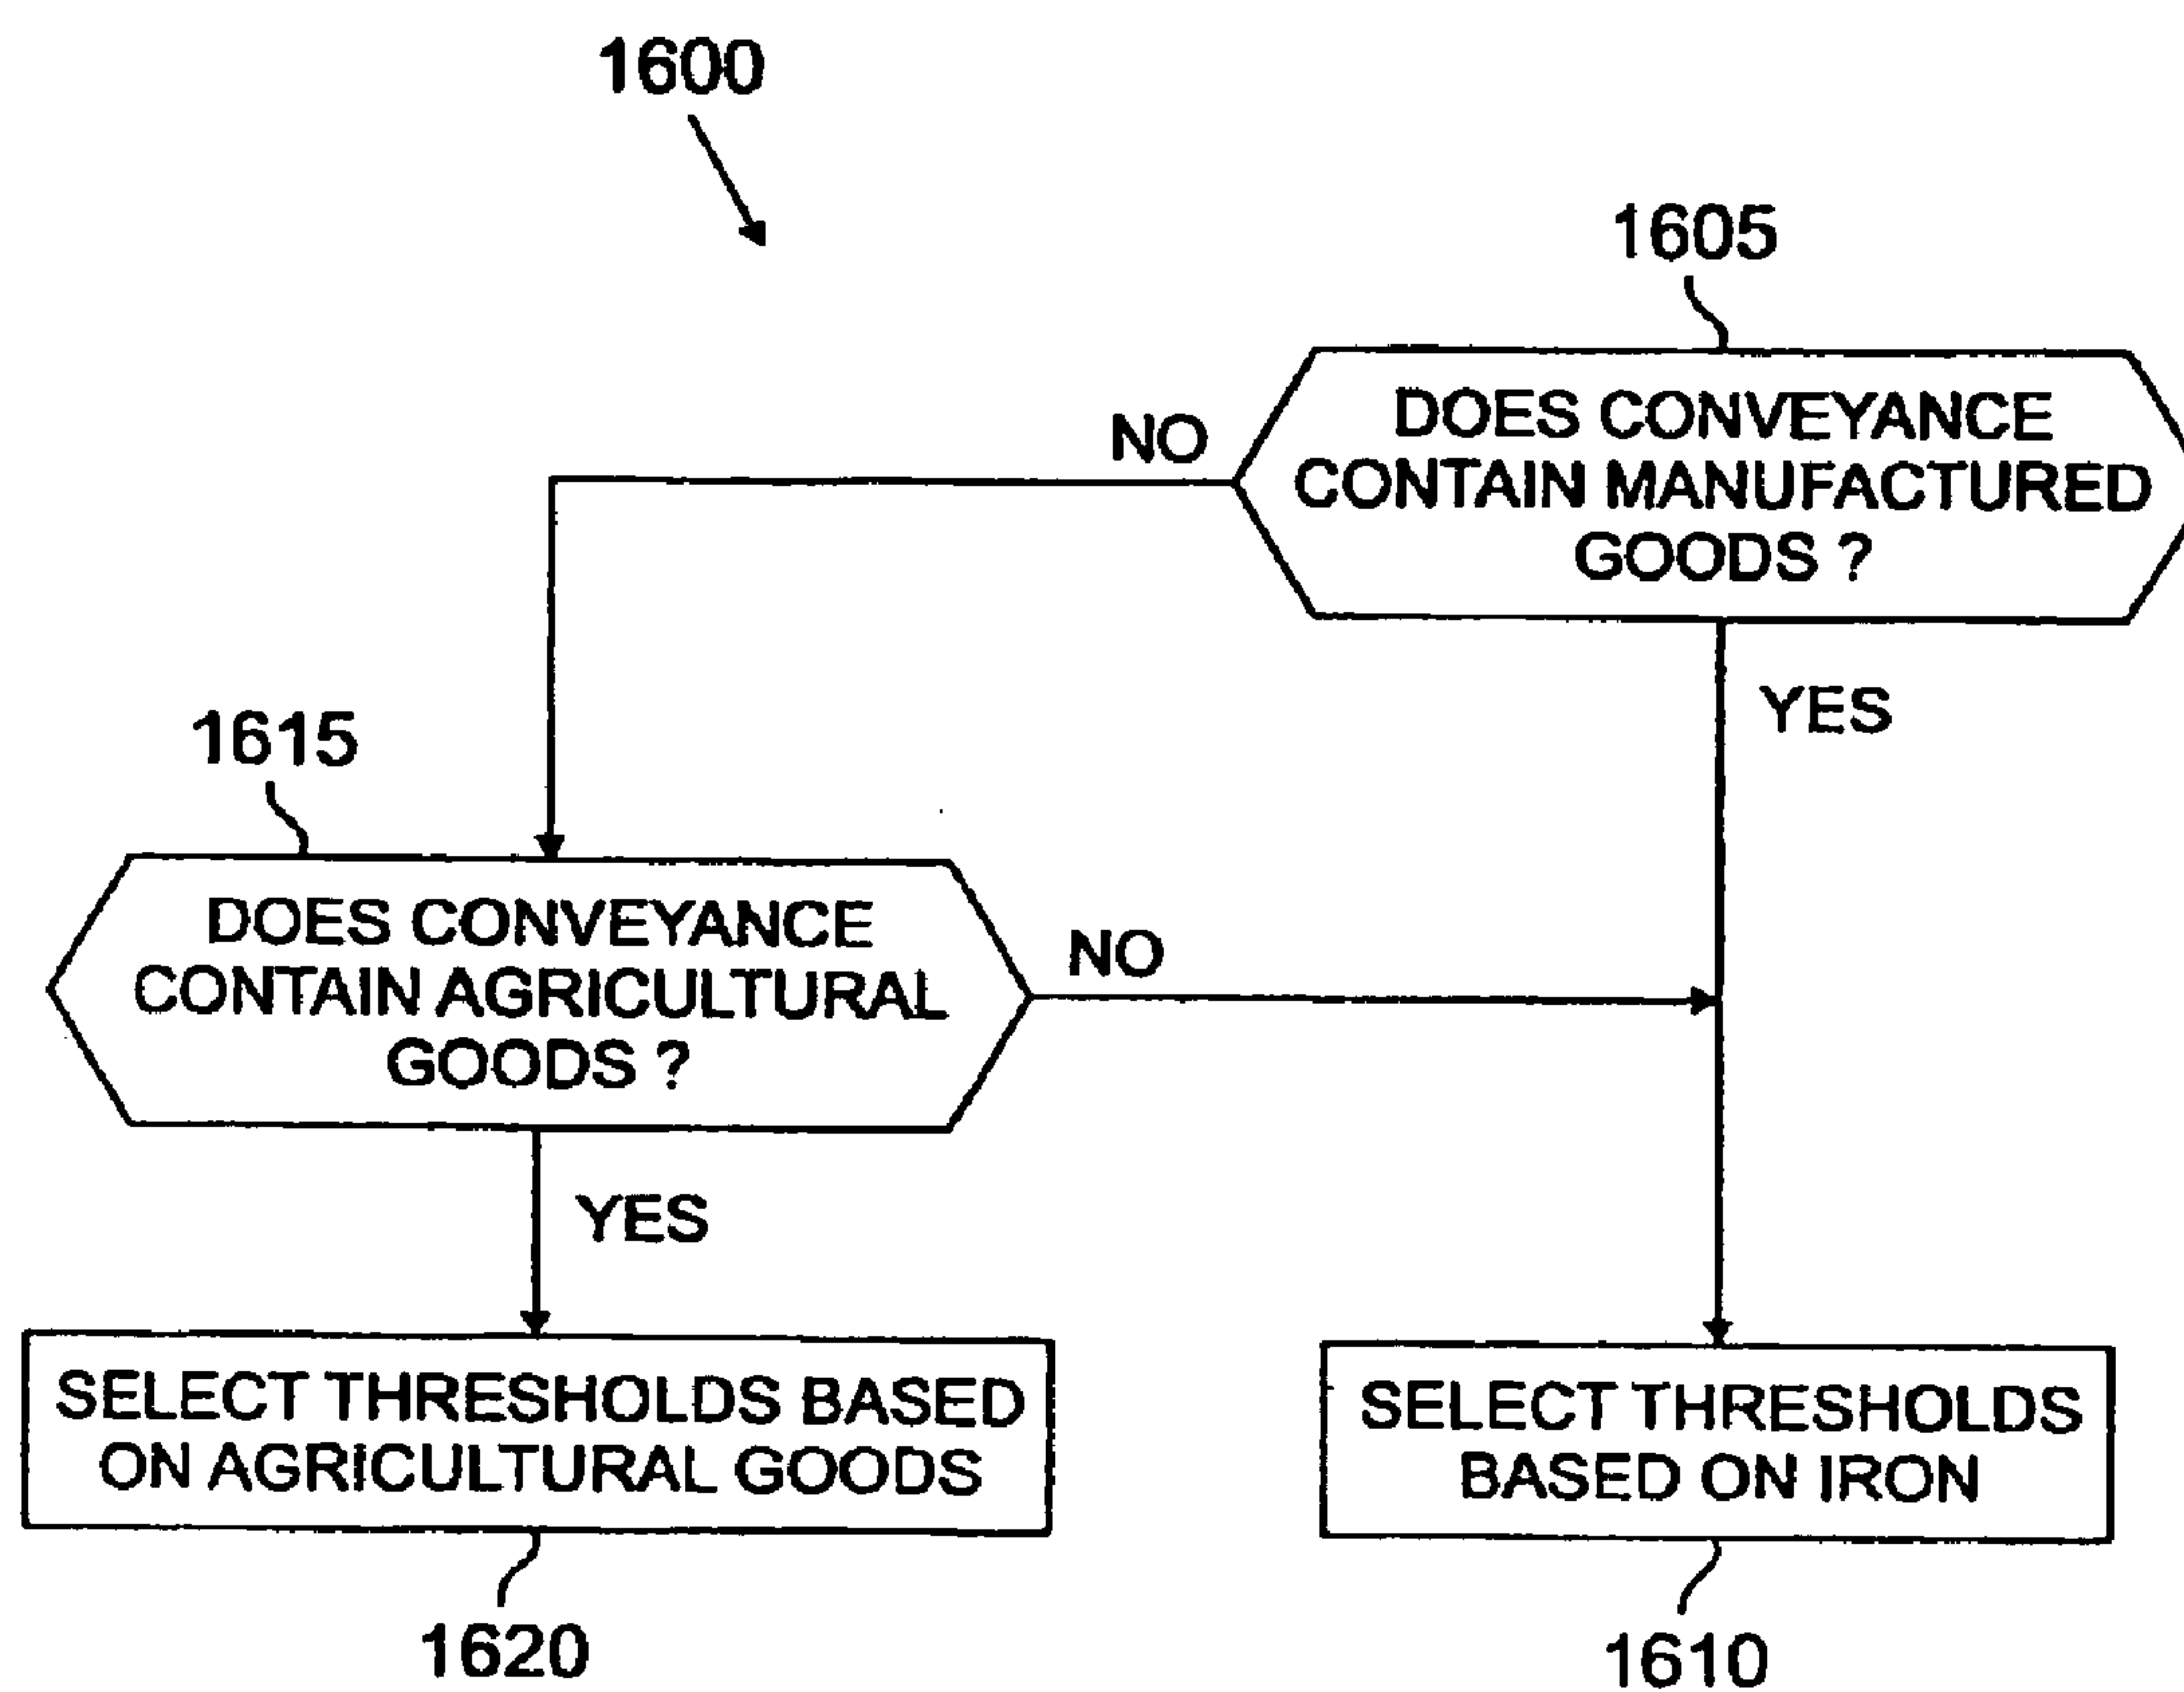 1600
1605
DOES CONVEYANCE
CONTAIN MANUFACTURED
GOODS ?
NO
YES
1615
DOES CONVEYANCE
CONTAIN AGRICULTURAL
GOODS ?
NO
YES
SELECT THRESHOLDS BASED
ON AGRICULTURAL GOODS
1620
SELECT THRESHOLDS
BASED ON IRON
1610